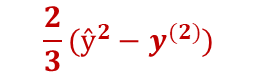 2/3 (ŷ² − y⁽²⁾)